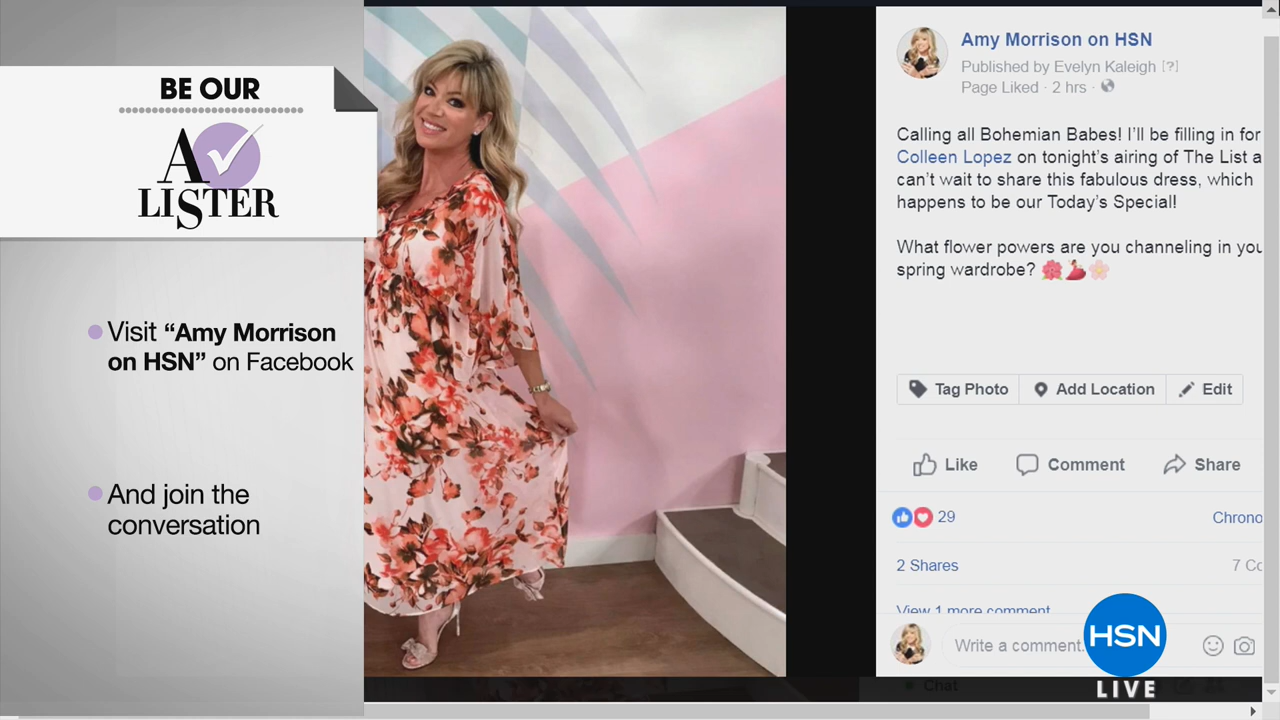 BE OUR
A
LISTER
Visit “Amy Morrison
on HSN” on Facebook
And join the
conversation
Amy Morrison on HSN
Published by Evelyn Kaleigh [?]
Page Liked · 2 hrs ·
Calling all Bohemian Babes! I'll be filling in for
Colleen Lopez on tonight's airing of The List a
can't wait to share this fabulous dress, which
happens to be our Today's Special!
What flower powers are you channeling in you
spring wardrobe? 🌺💃🌸
Tag Photo
Add Location
Edit
Like
Comment
Share
29
Chrono
2 Shares
7 Co
View 1 more comment
Write a comment.
Chat
HSN
LIVE